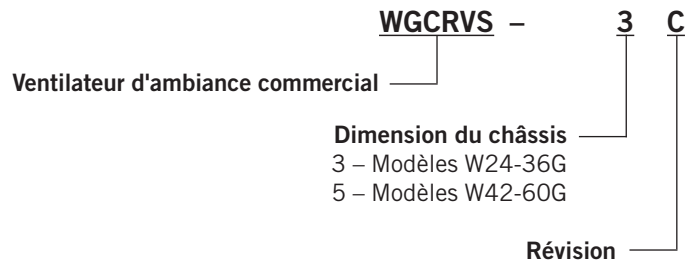 WGCRVS – 3 C
Ventilateur d'ambiance commercial
Dimension du châssis
3 – Modèles W24-36G
5 – Modèles W42-60G
Révision